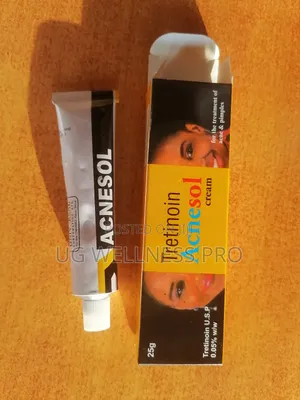 ACNESOL
Tretinoin
Acnesol
cream
for the treatment of
acne & pimples
Tretinoin U.S.P.
0.05% w/w
25g
UG WELLNESS PRO